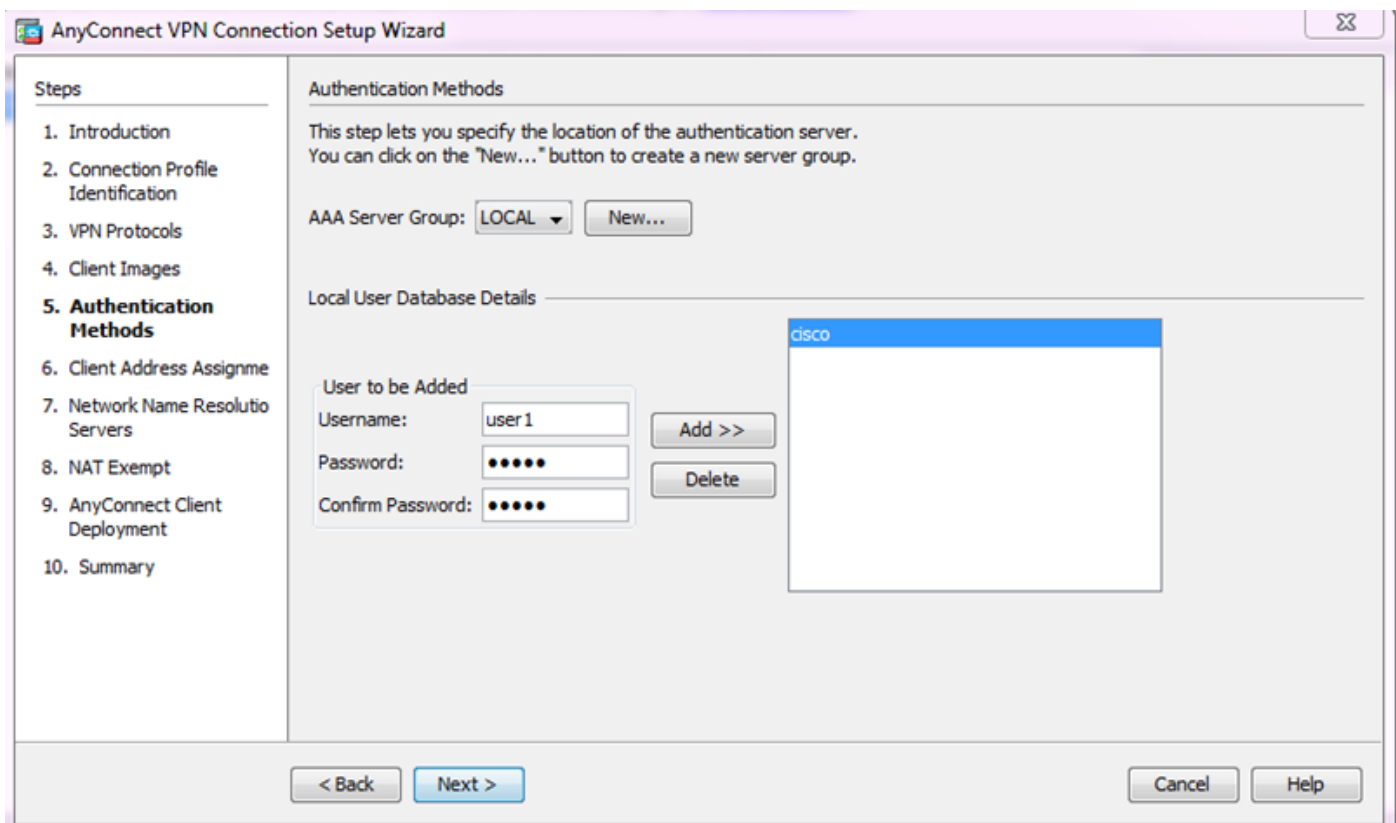 AnyConnect VPN Connection Setup Wizard
Steps
1. Introduction
2. Connection Profile
Identification
3. VPN Protocols
4. Client Images
5. Authentication
Methods
6. Client Address Assignme
7. Network Name Resolutio
Servers
8. NAT Exempt
9. AnyConnect Client
Deployment
10. Summary
Authentication Methods
This step lets you specify the location of the authentication server.
You can click on the "New..." button to create a new server group.
AAA Server Group: LOCAL New...
Local User Database Details
cisco
User to be Added
Username: user1
Password: •••••
Confirm Password: •••••
Add >>
Delete
< Back Next > Cancel Help